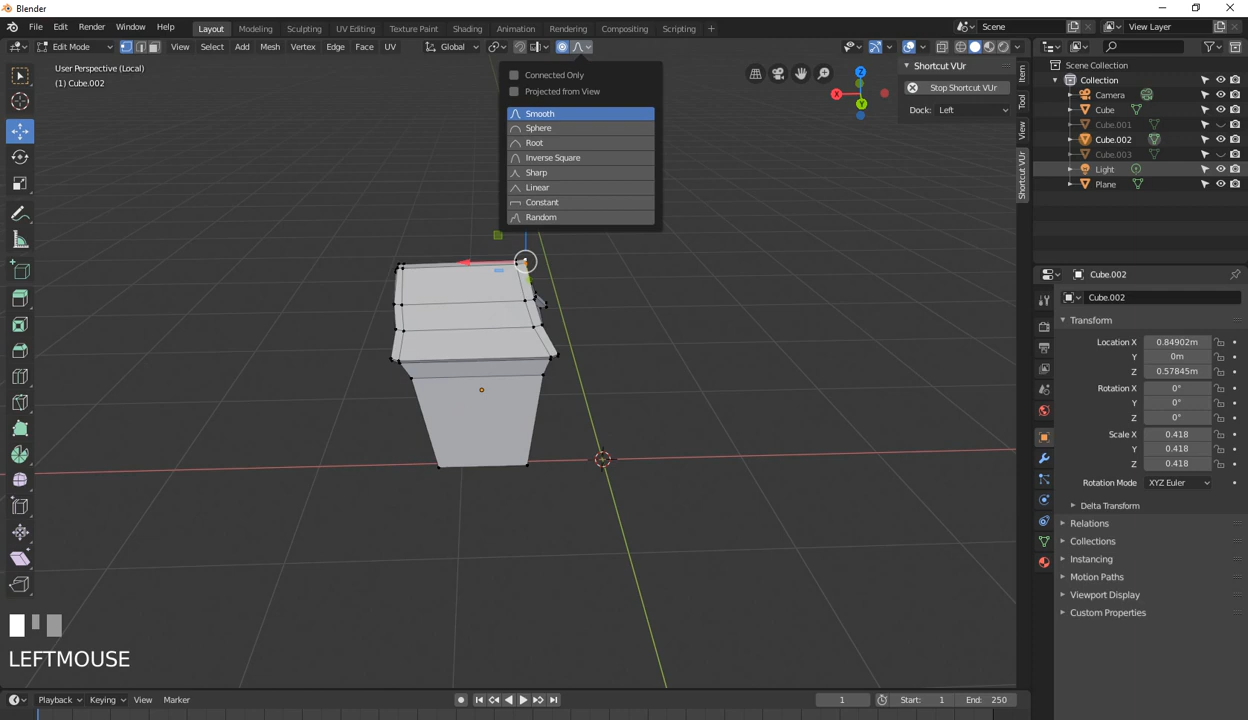 Blender
File Edit Render Window Help
Layout Modeling Sculpting UV Editing Texture Paint Shading Animation Rendering Compositing Scripting
Scene
View Layer
Edit Mode
View Select Add Mesh Vertex Edge Face UV
Global
User Perspective (Local)
(1) Cube.002
Connected Only
Projected from View
Smooth
Sphere
Root
Inverse Square
Sharp
Linear
Constant
Random
X
Y
Z
Shortcut VUr
Stop Shortcut VUr
Dock: Left
Item
Tool
View
Shortcut VUr
Scene Collection
Collection
Camera
Cube
Cube.001
Cube.002
Cube.003
Light
Plane
Cube.002
Cube.002
Transform
Location X 0.84902m
Y 0m
Z 0.57845m
Rotation X 0°
Y 0°
Z 0°
Scale X 0.418
Y 0.418
Z 0.418
Rotation Mode XYZ Euler
Delta Transform
Relations
Collections
Instancing
Motion Paths
Viewport Display
Custom Properties
LEFTMOUSE
Playback Keying View Marker
1
Start: 1
End: 250